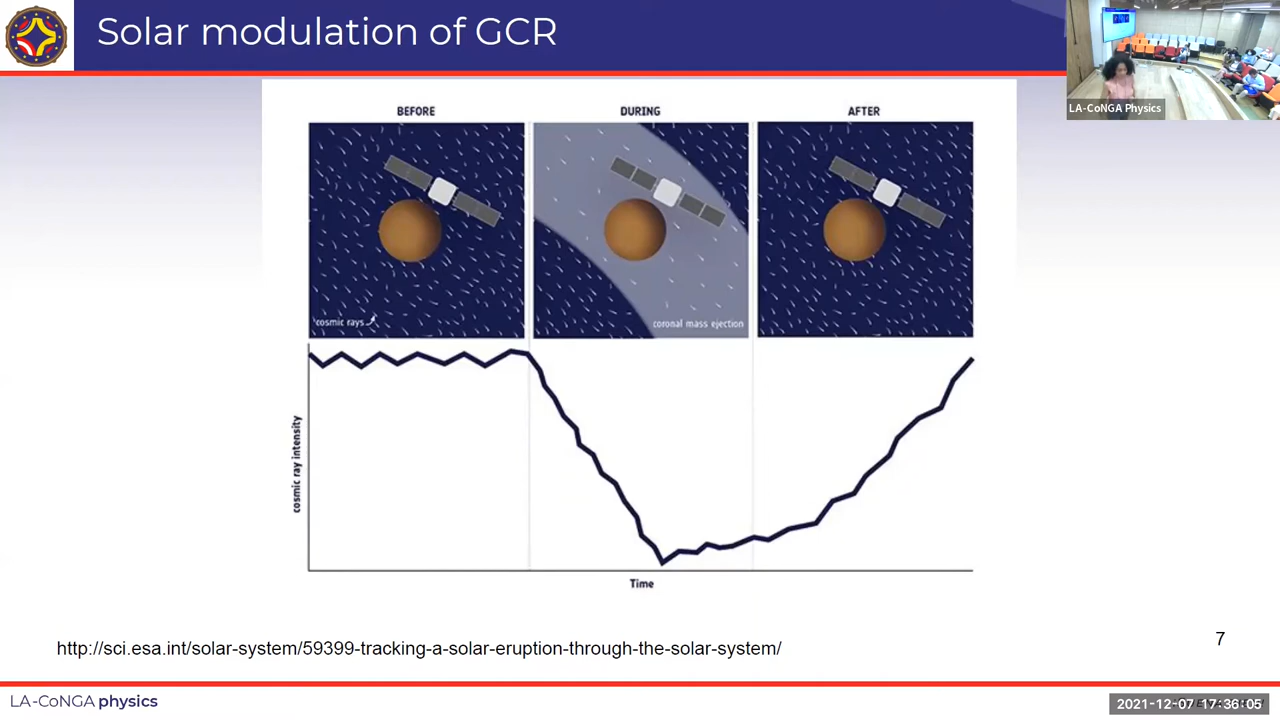 Solar modulation of GCR
LA-CoNGA Physics
BEFORE
DURING
AFTER
cosmic rays
coronal mass ejection
cosmic ray intensity
Time
http://sci.esa.int/solar-system/59399-tracking-a-solar-eruption-through-the-solar-system/
7
LA-CoNGA physics
2021-12-07 17:36:05